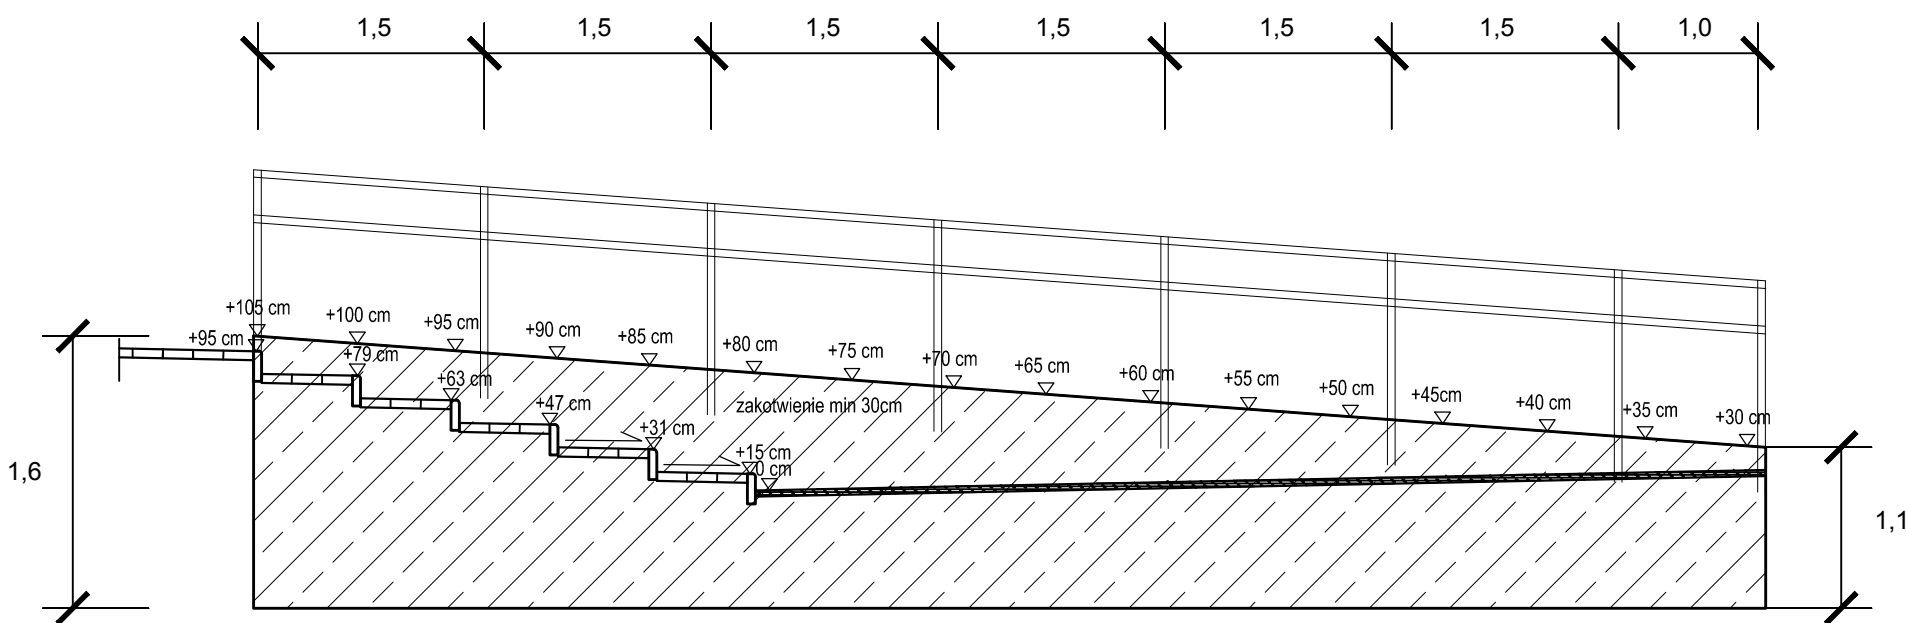 1,5 1,5 1,5 1,5 1,5 1,5 1,0
+105 cm
+100 cm
+95 cm
+90 cm
+85 cm
+80 cm
+75 cm
+70 cm
+65 cm
+60 cm
+55 cm
+50 cm
+45cm
+40 cm
+35 cm
+30 cm
+95 cm
+79 cm
+63 cm
+47 cm
+31 cm
+15 cm
0 cm
zakotwienie min 30cm
1,6
1,1